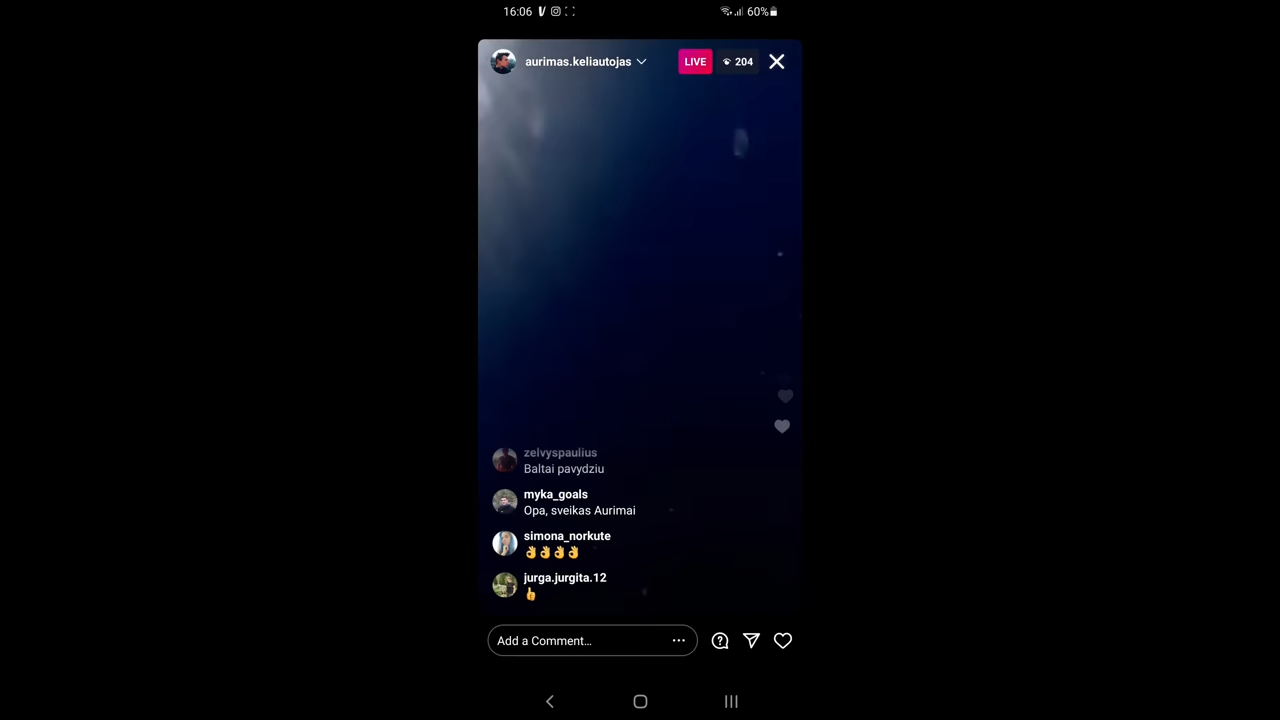 16:06
60%
aurimas.keliautojas
LIVE
204
zelvyspaulius
Baltai pavydziu
myka_goals
Opa, sveikas Aurimai
simona_norkute
👌👌👌👌
jurga.jurgita.12
👍
Add a Comment...